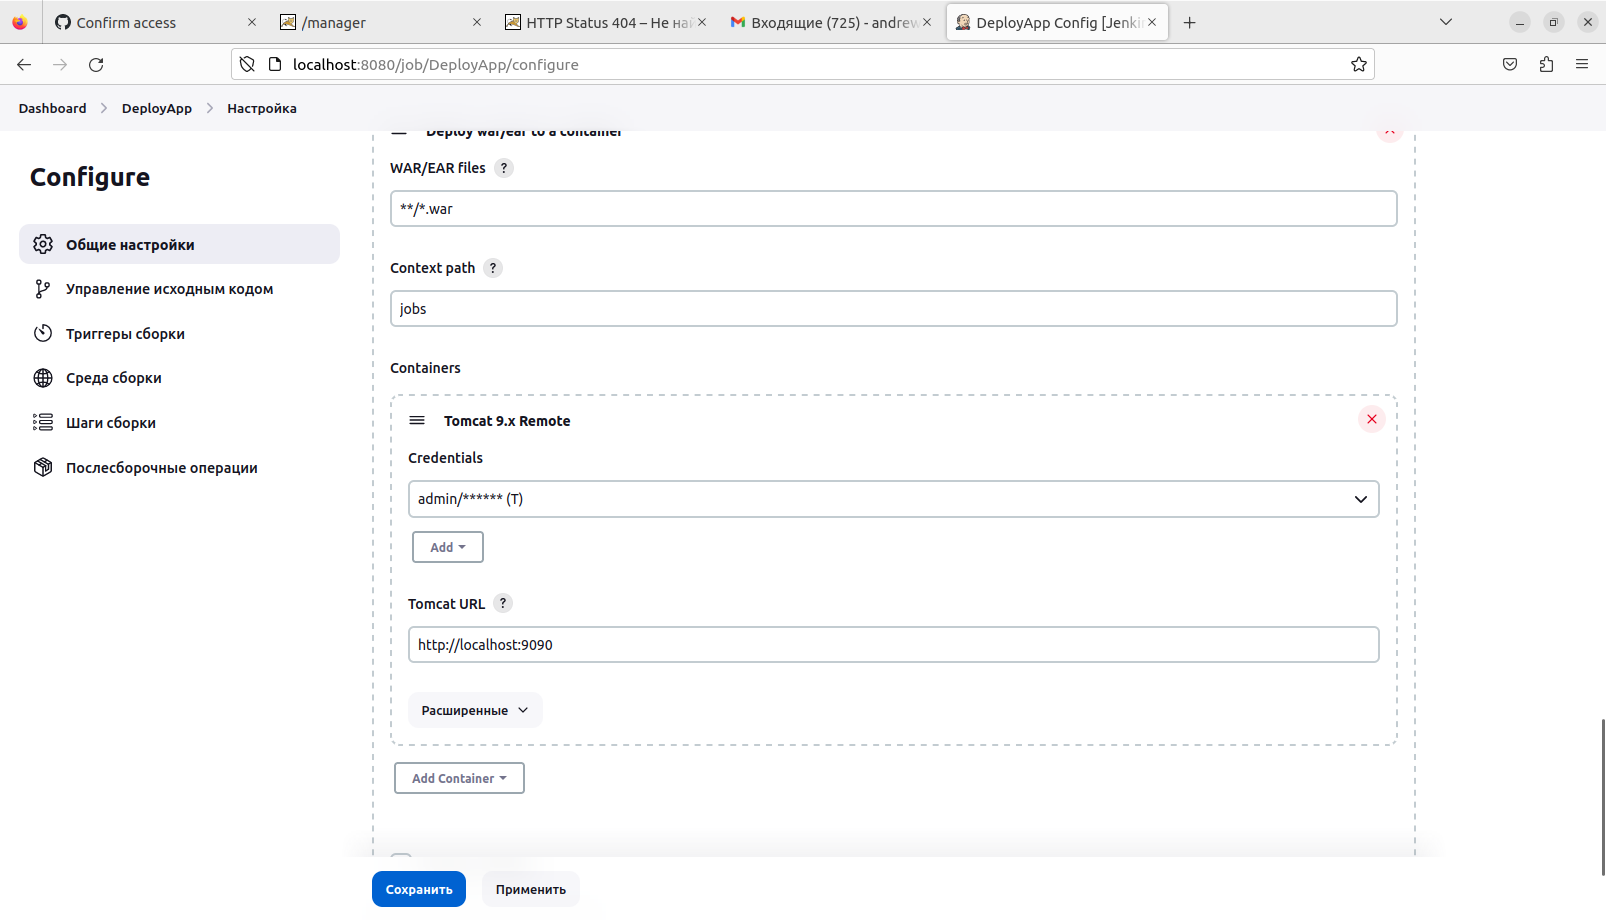 Confirm access
/manager
HTTP Status 404 – Не най
Входящие (725) - andrew
DeployApp Config [Jenkin
localhost:8080/job/DeployApp/configure
Dashboard
DeployApp
Настройка
Configure
Общие настройки
Управление исходным кодом
Триггеры сборки
Среда сборки
Шаги сборки
Послесборочные операции
Deploy war/ear to a container
WAR/EAR files ?
**/*.war
Context path ?
jobs
Containers
Tomcat 9.x Remote
Credentials
admin/****** (T)
Add
Tomcat URL ?
http://localhost:9090
Расширенные
Add Container
Сохранить
Применить